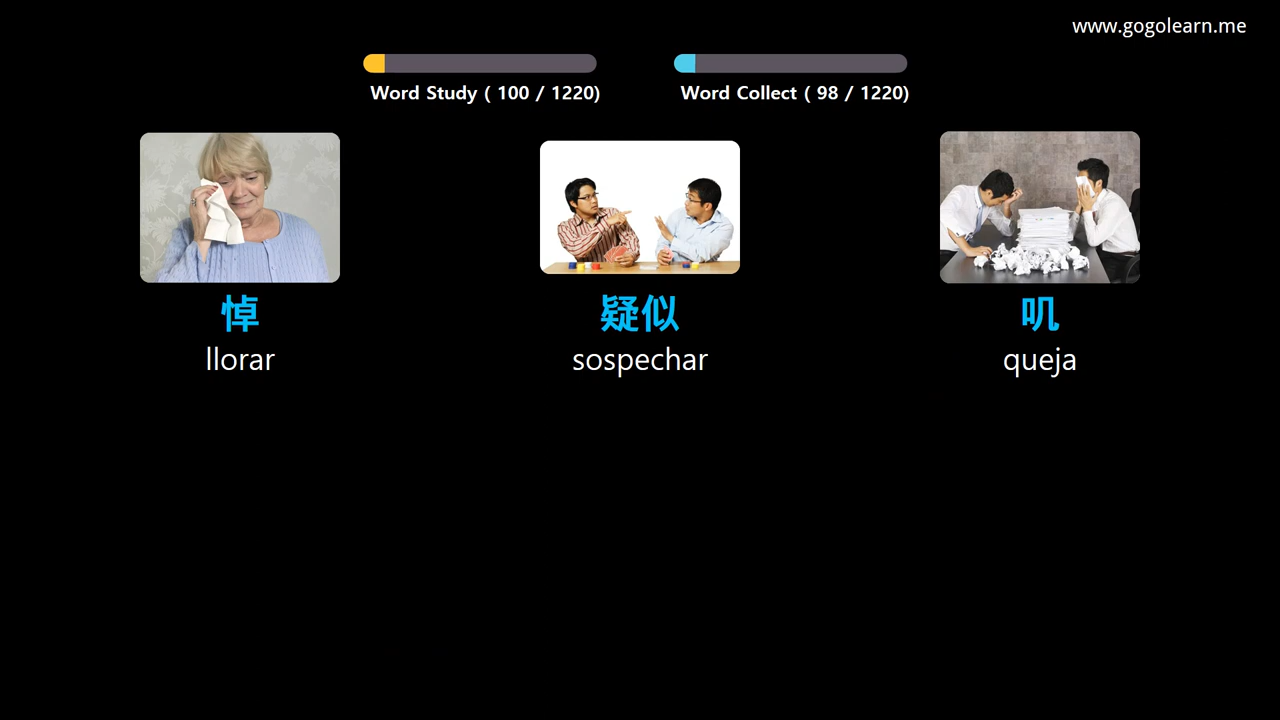 www.gogolearn.me
Word Study ( 100 / 1220)
Word Collect ( 98 / 1220)
悼
疑似
叽
llorar
sospechar
queja